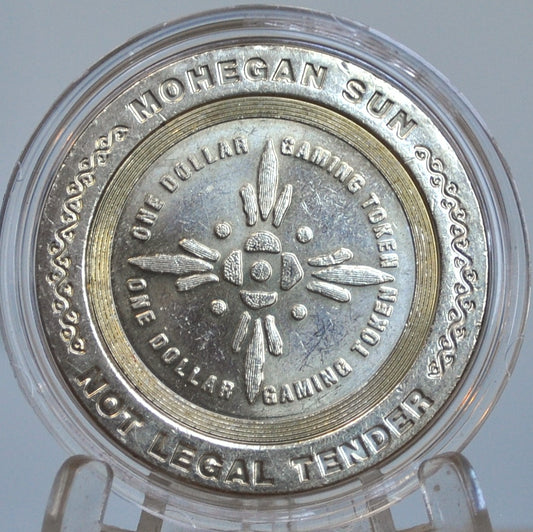 MOHEGAN SUN
ONE DOLLAR GAMING TOKEN
ONE DOLLAR GAMING TOKEN
NOT LEGAL TENDER